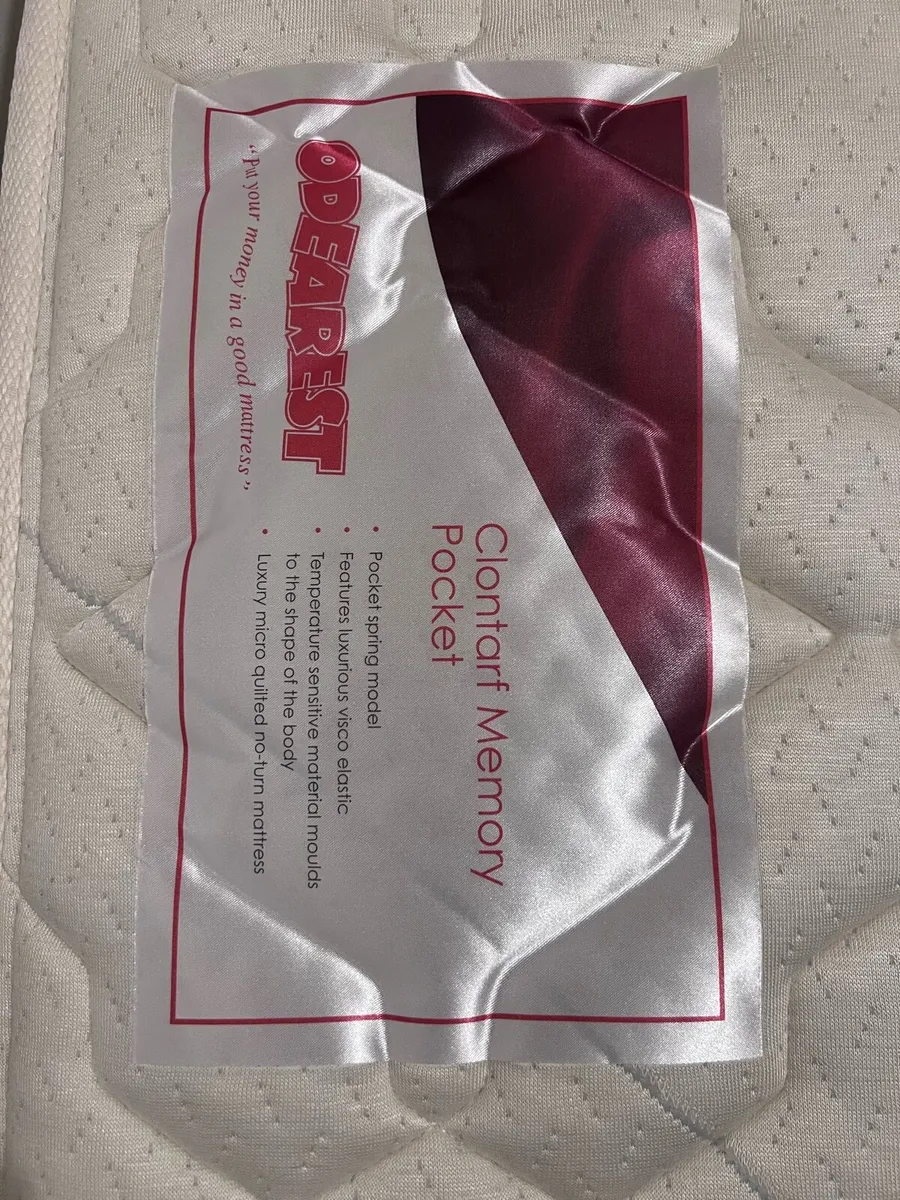 ODEAREST
“Put your money in a good mattress”
Clontarf Memory
Pocket
• Pocket spring model
• Features luxurious visco elastic
• Temperature sensitive material moulds
to the shape of the body
• Luxury micro quilted no-turn mattress